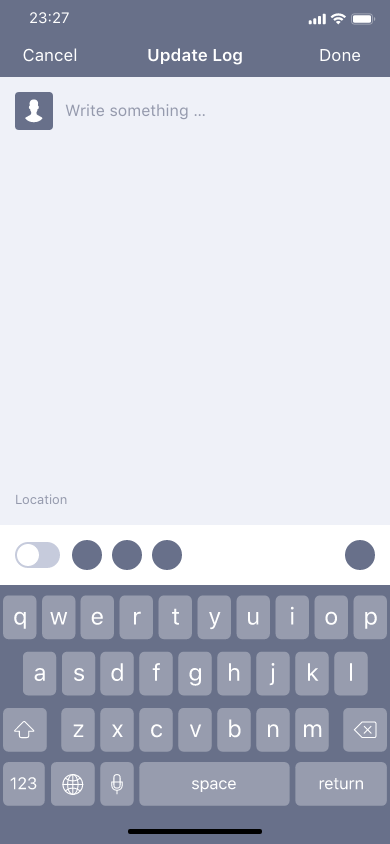 23:27
Cancel Update Log Done
Write something ...
Location
q w e r t y u i o p
a s d f g h j k l
z x c v b n m
123 space return